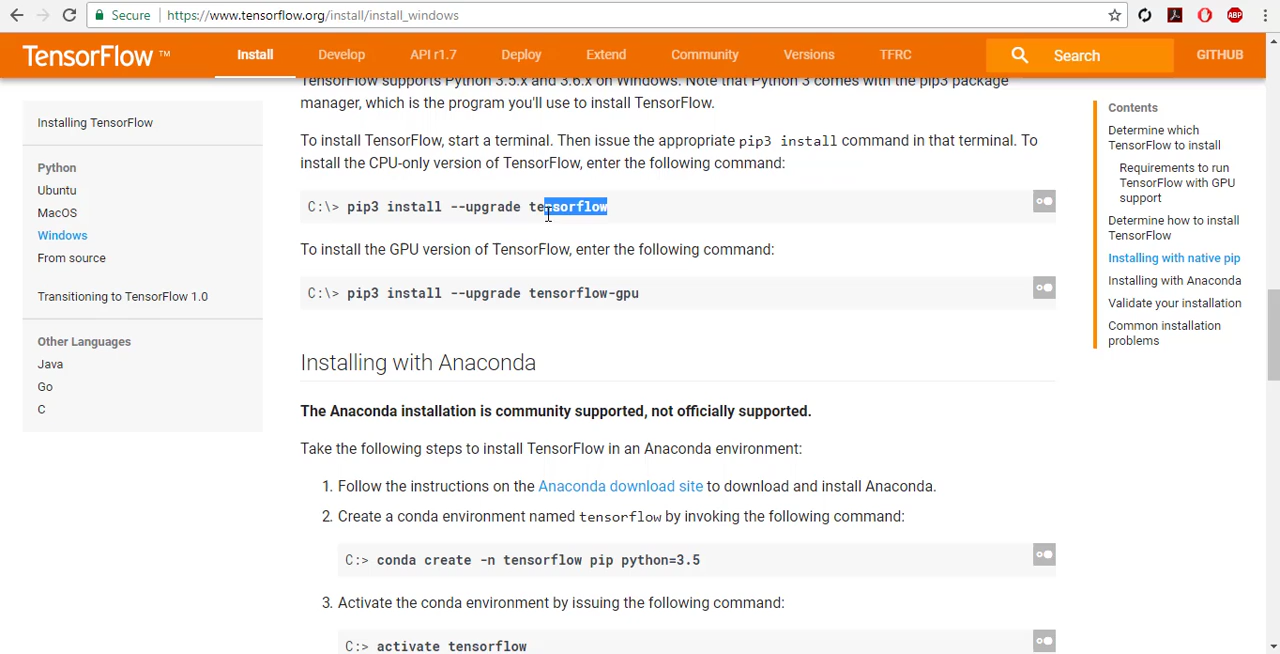 Secure
https://www.tensorflow.org/install/install_windows
ABP
TensorFlow ™
Install
Develop
API r1.7
Deploy
Extend
Community
Versions
TFRC
Search
GITHUB
Installing TensorFlow
Python
Ubuntu
MacOS
Windows
From source
Transitioning to TensorFlow 1.0
Other Languages
Java
Go
C
TensorFlow supports Python 3.5.x and 3.6.x on Windows. Note that Python 3 comes with the pip3 package
manager, which is the program you'll use to install TensorFlow.
To install TensorFlow, start a terminal. Then issue the appropriate pip3 install command in that terminal. To
install the CPU-only version of TensorFlow, enter the following command:
C:\> pip3 install --upgrade tensorflow
To install the GPU version of TensorFlow, enter the following command:
C:\> pip3 install --upgrade tensorflow-gpu
Installing with Anaconda
The Anaconda installation is community supported, not officially supported.
Take the following steps to install TensorFlow in an Anaconda environment:
1. Follow the instructions on the Anaconda download site to download and install Anaconda.
2. Create a conda environment named tensorflow by invoking the following command:
C:> conda create -n tensorflow pip python=3.5
3. Activate the conda environment by issuing the following command:
C:> activate tensorflow
Contents
Determine which
TensorFlow to install
Requirements to run
TensorFlow with GPU
support
Determine how to install
TensorFlow
Installing with native pip
Installing with Anaconda
Validate your installation
Common installation
problems